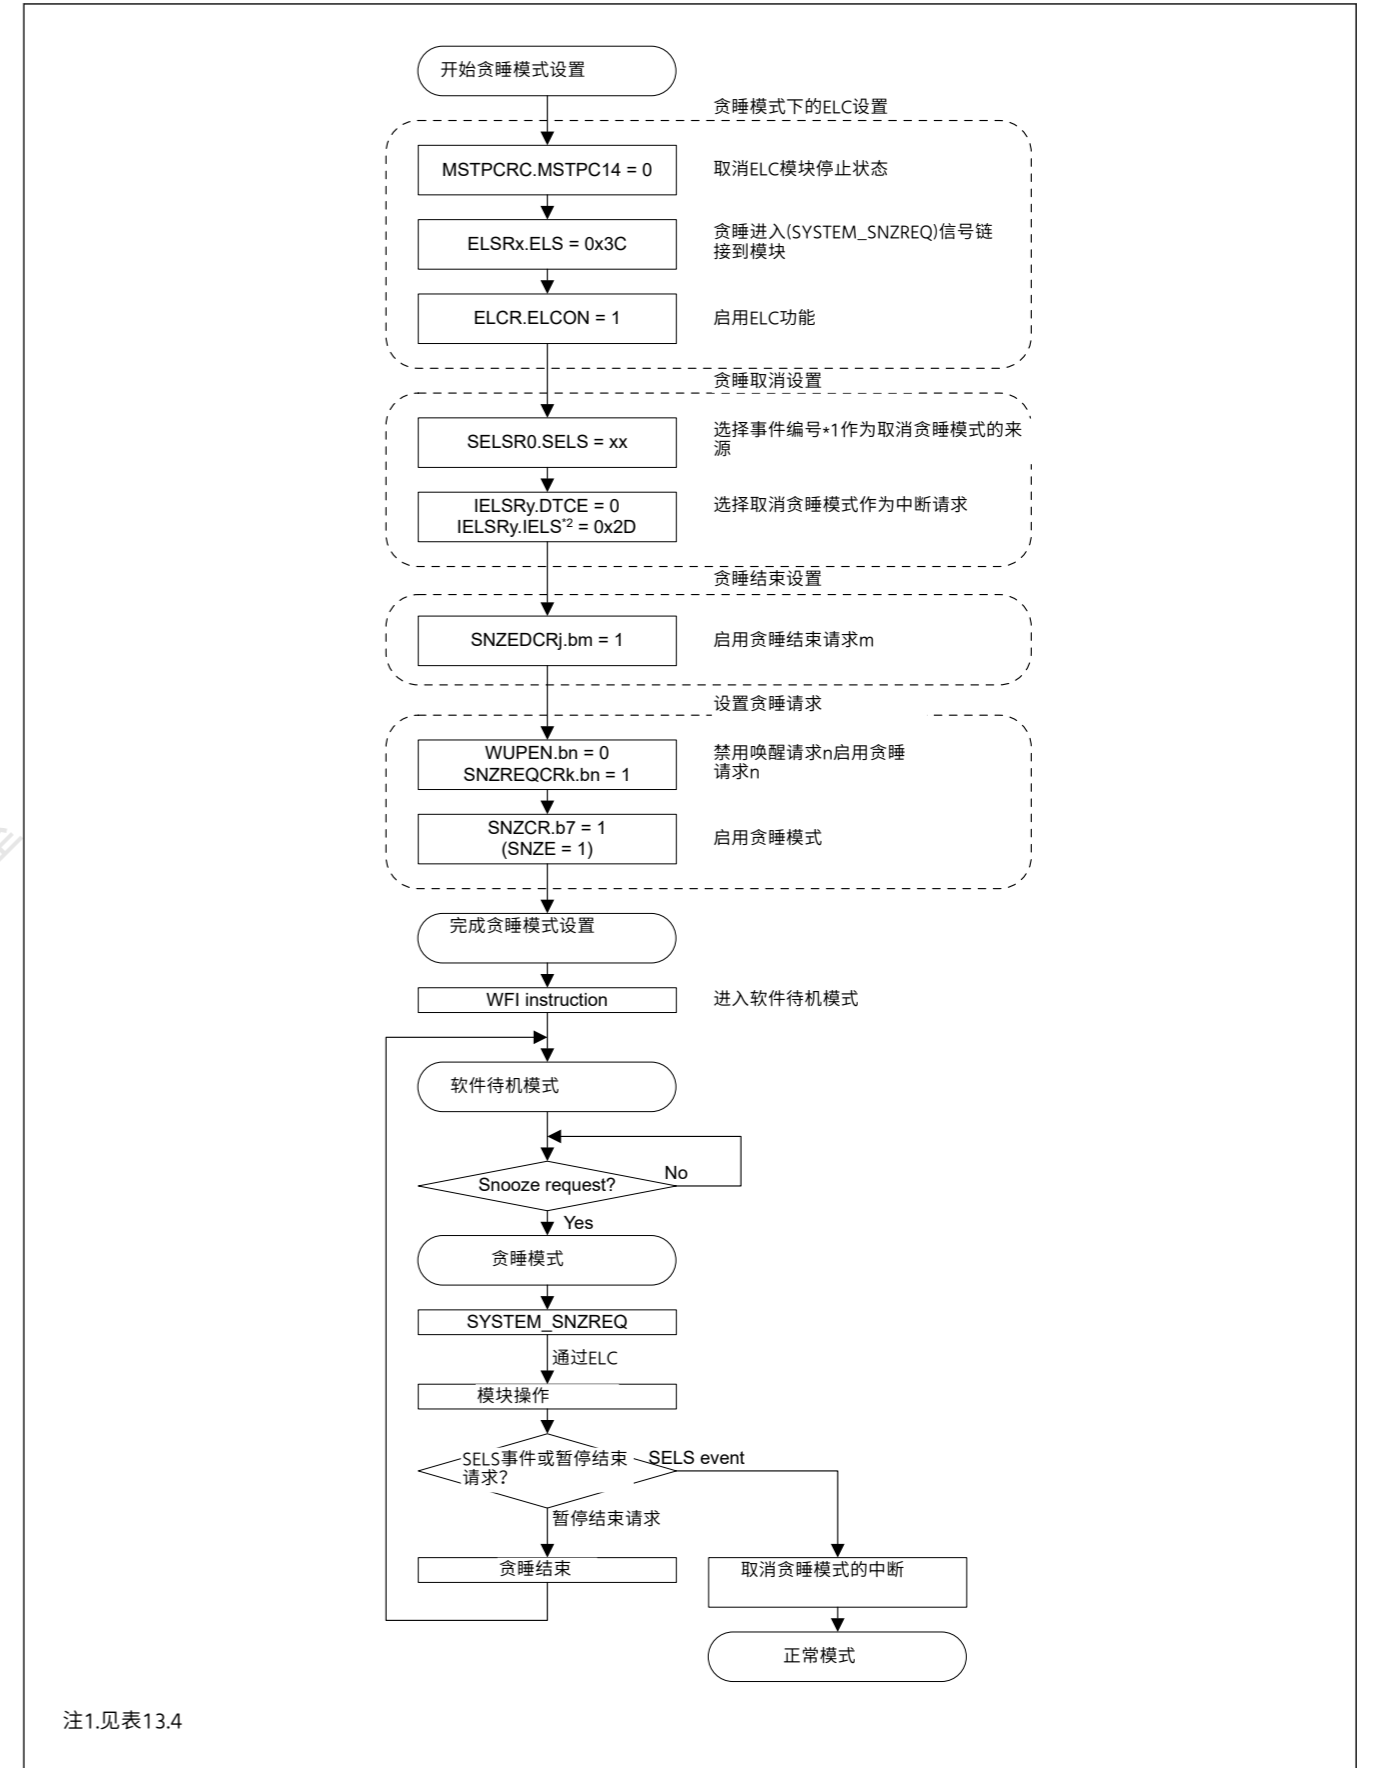 开始贪睡模式设置
贪睡模式下的ELC设置
MSTPCRC.MSTPC14 = 0
取消ELC模块停止状态
ELSRx.ELS = 0x3C
贪睡进入(SYSTEM_SNZREQ)信号链
接到模块
ELCR.ELCON = 1
启用ELC功能
贪睡取消设置
SELSR0.SELS = xx
选择事件编号*1作为取消贪睡模式的来
源
IELSRy.DTCE = 0
IELSRy.IELS*2 = 0x2D
选择取消贪睡模式作为中断请求
贪睡结束设置
SNZEDCRj.bm = 1
启用贪睡结束请求m
设置贪睡请求
WUPEN.bn = 0
SNZREQCRk.bn = 1
禁用唤醒请求n启用贪睡
请求n
SNZCR.b7 = 1
(SNZE = 1)
启用贪睡模式
完成贪睡模式设置
WFI instruction
进入软件待机模式
软件待机模式
Snooze request?
No
Yes
贪睡模式
SYSTEM_SNZREQ
通过ELC
模块操作
SELS事件或暂停结束
请求？
SELS event
暂停结束请求
贪睡结束
取消贪睡模式的中断
正常模式
注1.见表13.4